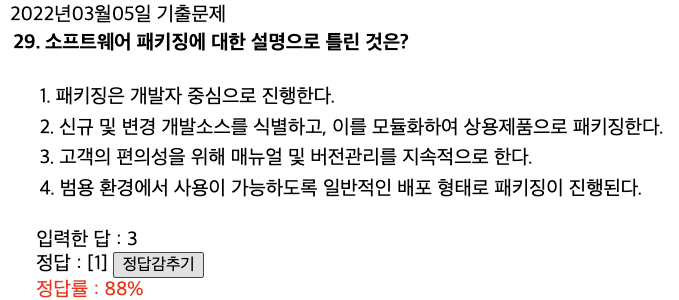 2022년03월05일 기출문제
29. 소프트웨어 패키징에 대한 설명으로 틀린 것은?
1. 패키징은 개발자 중심으로 진행한다.
2. 신규 및 변경 개발소스를 식별하고, 이를 모듈화하여 상용제품으로 패키징한다.
3. 고객의 편의성을 위해 매뉴얼 및 버전관리를 지속적으로 한다.
4. 범용 환경에서 사용이 가능하도록 일반적인 배포 형태로 패키징이 진행된다.
입력한 답 : 3
정답 : [1] 정답감추기
정답률 : 88%